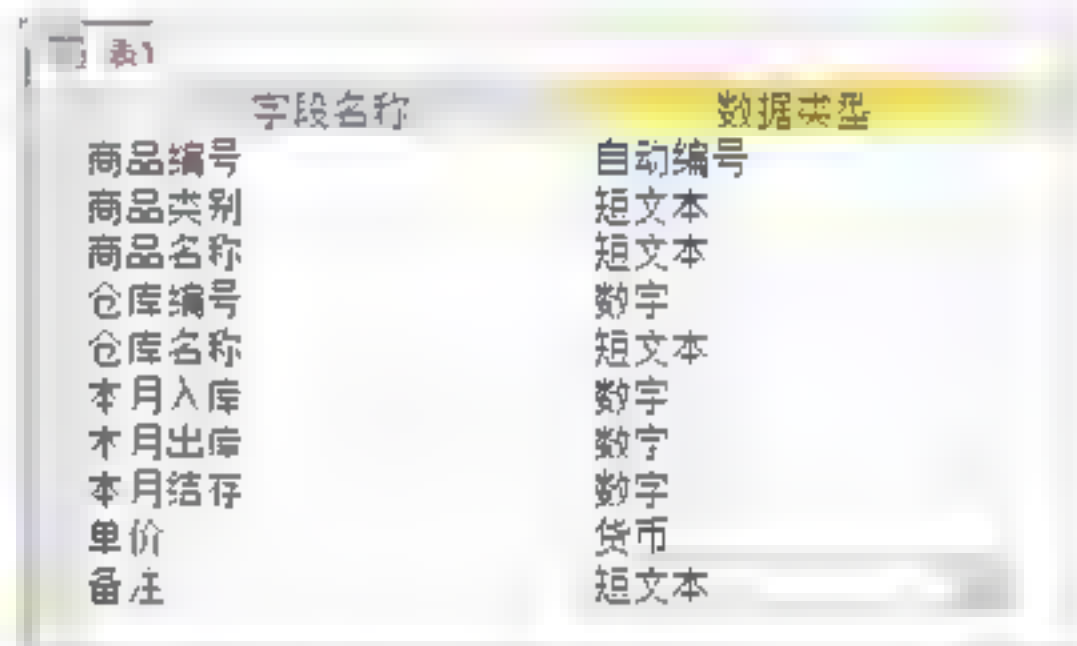 表1
字段名称 数据类型
商品编号 自动编号
商品类别 短文本
商品名称 短文本
仓库编号 数字
仓库名称 短文本
本月入库 数字
本月出库 数字
本月结存 数字
单价 货币
备注 短文本